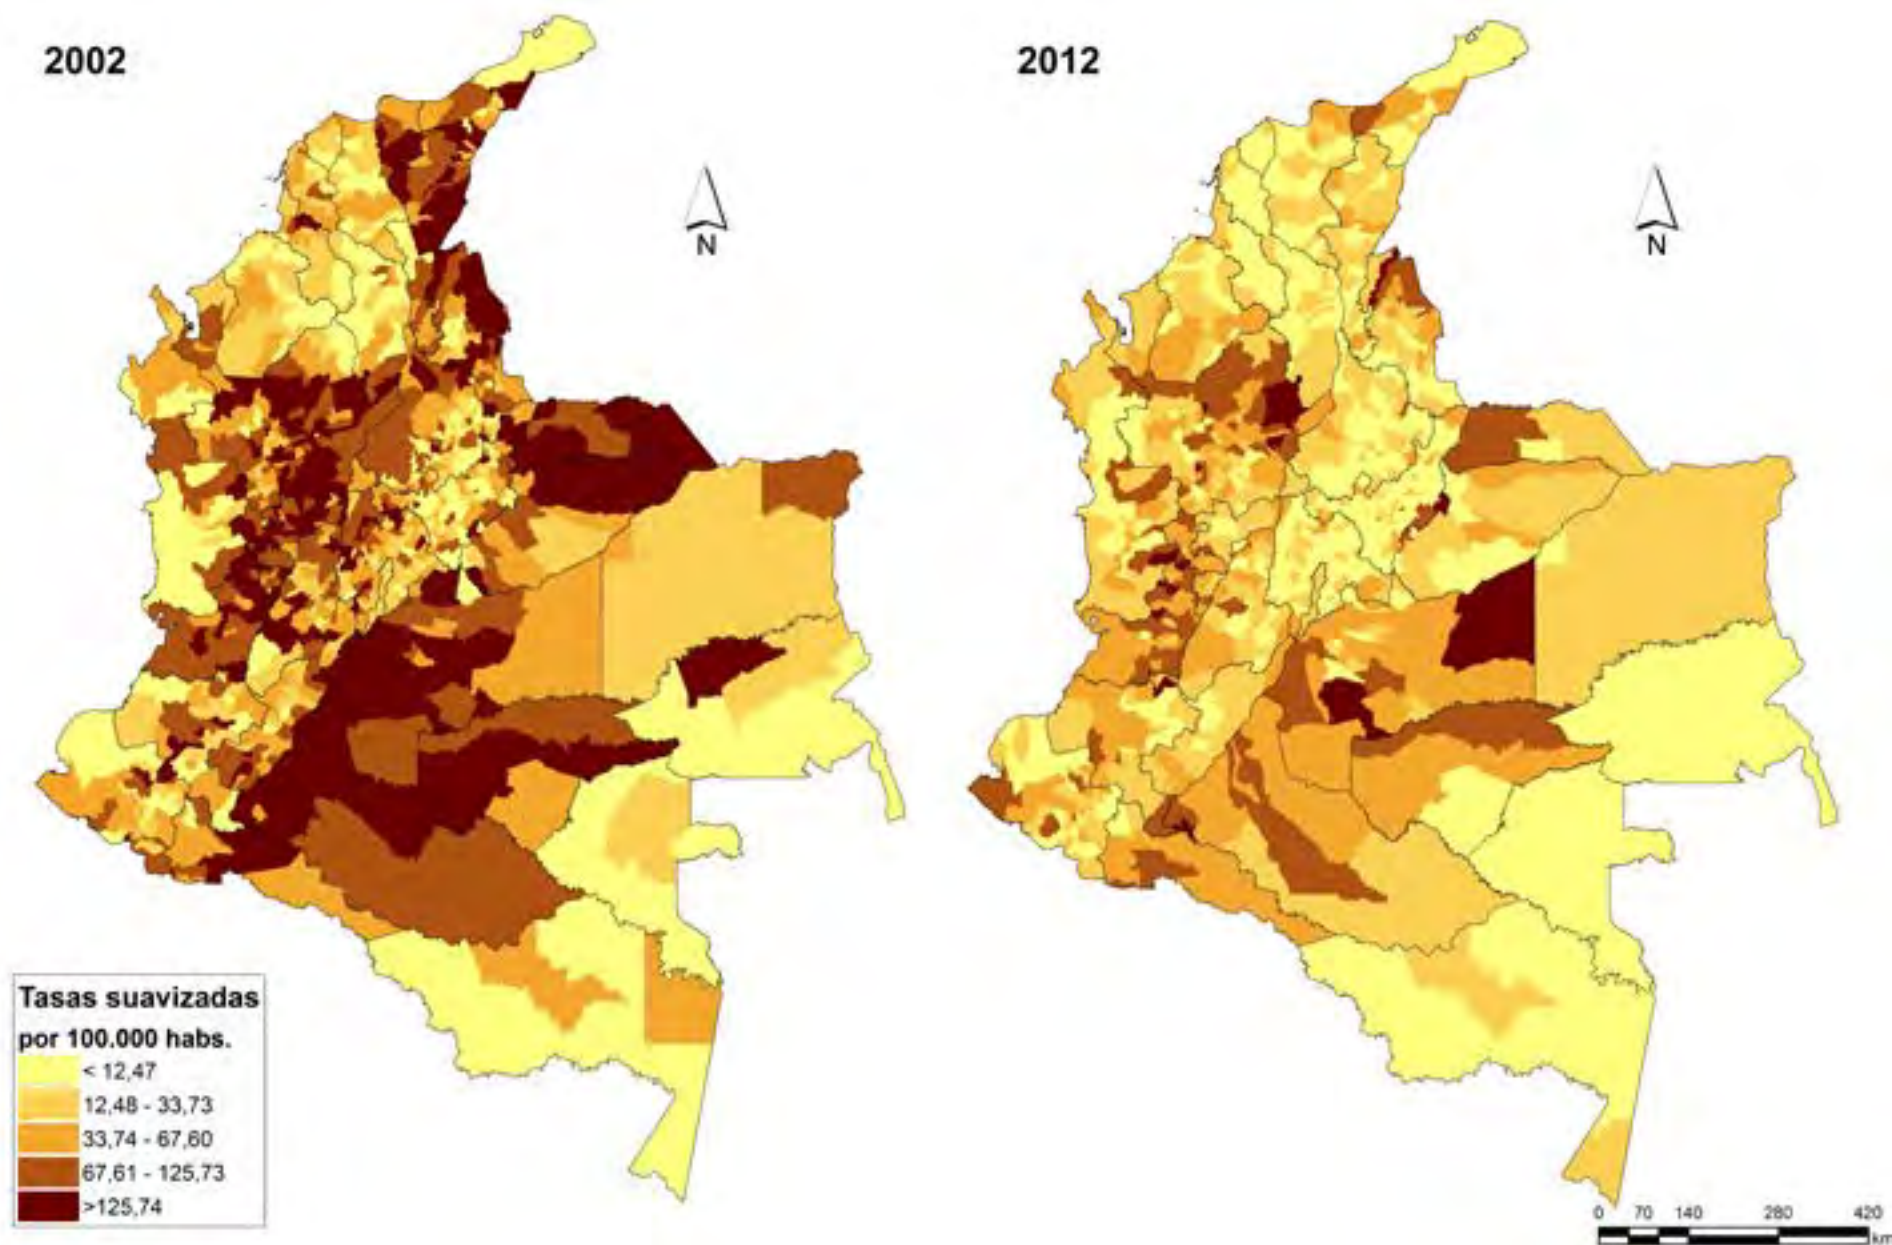 2002
2012
N
N
Tasas suavizadas
por 100.000 habs.
< 12,47
12,48 - 33,73
33,74 - 67,60
67,61 - 125,73
>125,74
0 70 140 280 420
km